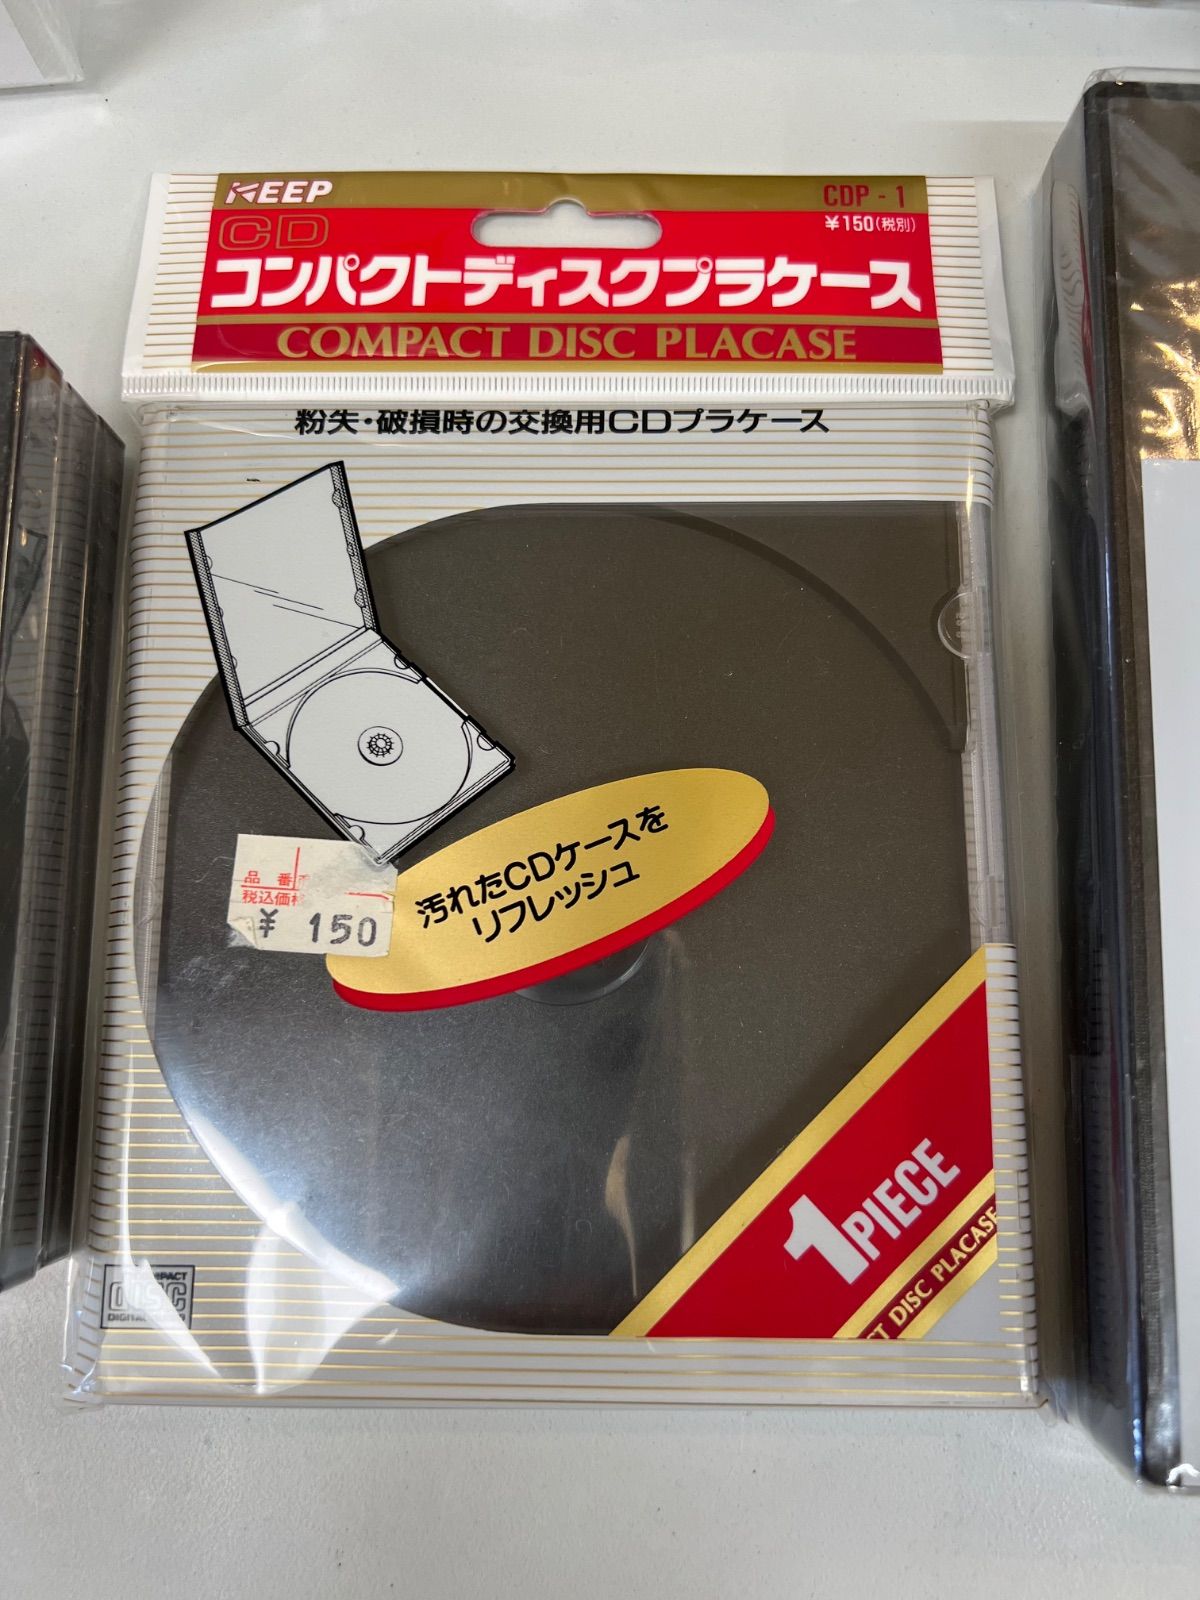 KEEP
CDP - 1
CD
¥150(税別)
コンパクトディスクプラケース
COMPACT DISC PLACASE
粉失・破損時の交換用CDプラケース
汚れたCDケースを
リフレッシュ
品 番
税込価格
¥ 150
1PIECE
DISC PLACASE
DISC